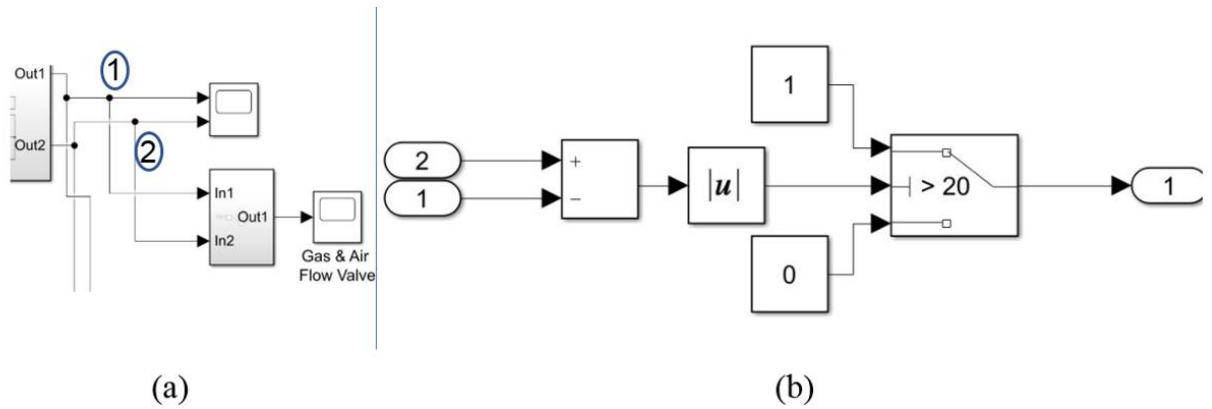 1
Out1
2
Out2
In1
Out1
In2
Gas & Air
Flow Valve
(a)
1
2
+
1
−
|u|
> 20
1
0
(b)